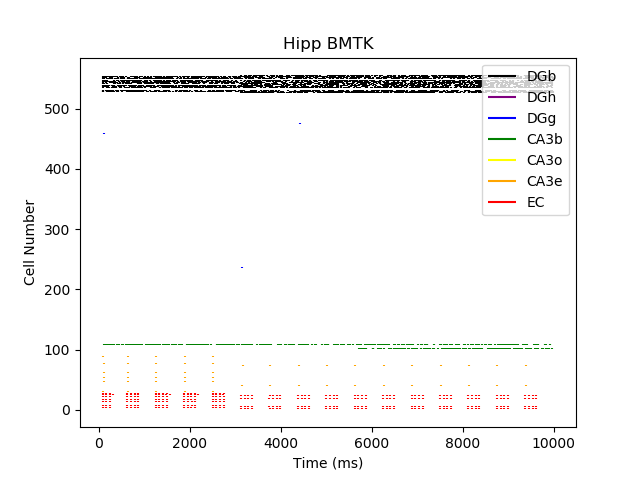 Hipp BMTK
DGb
DGh
DGg
CA3b
CA3o
CA3e
EC
Cell Number
500
400
300
200
100
0
0
2000
4000
6000
8000
10000
Time (ms)